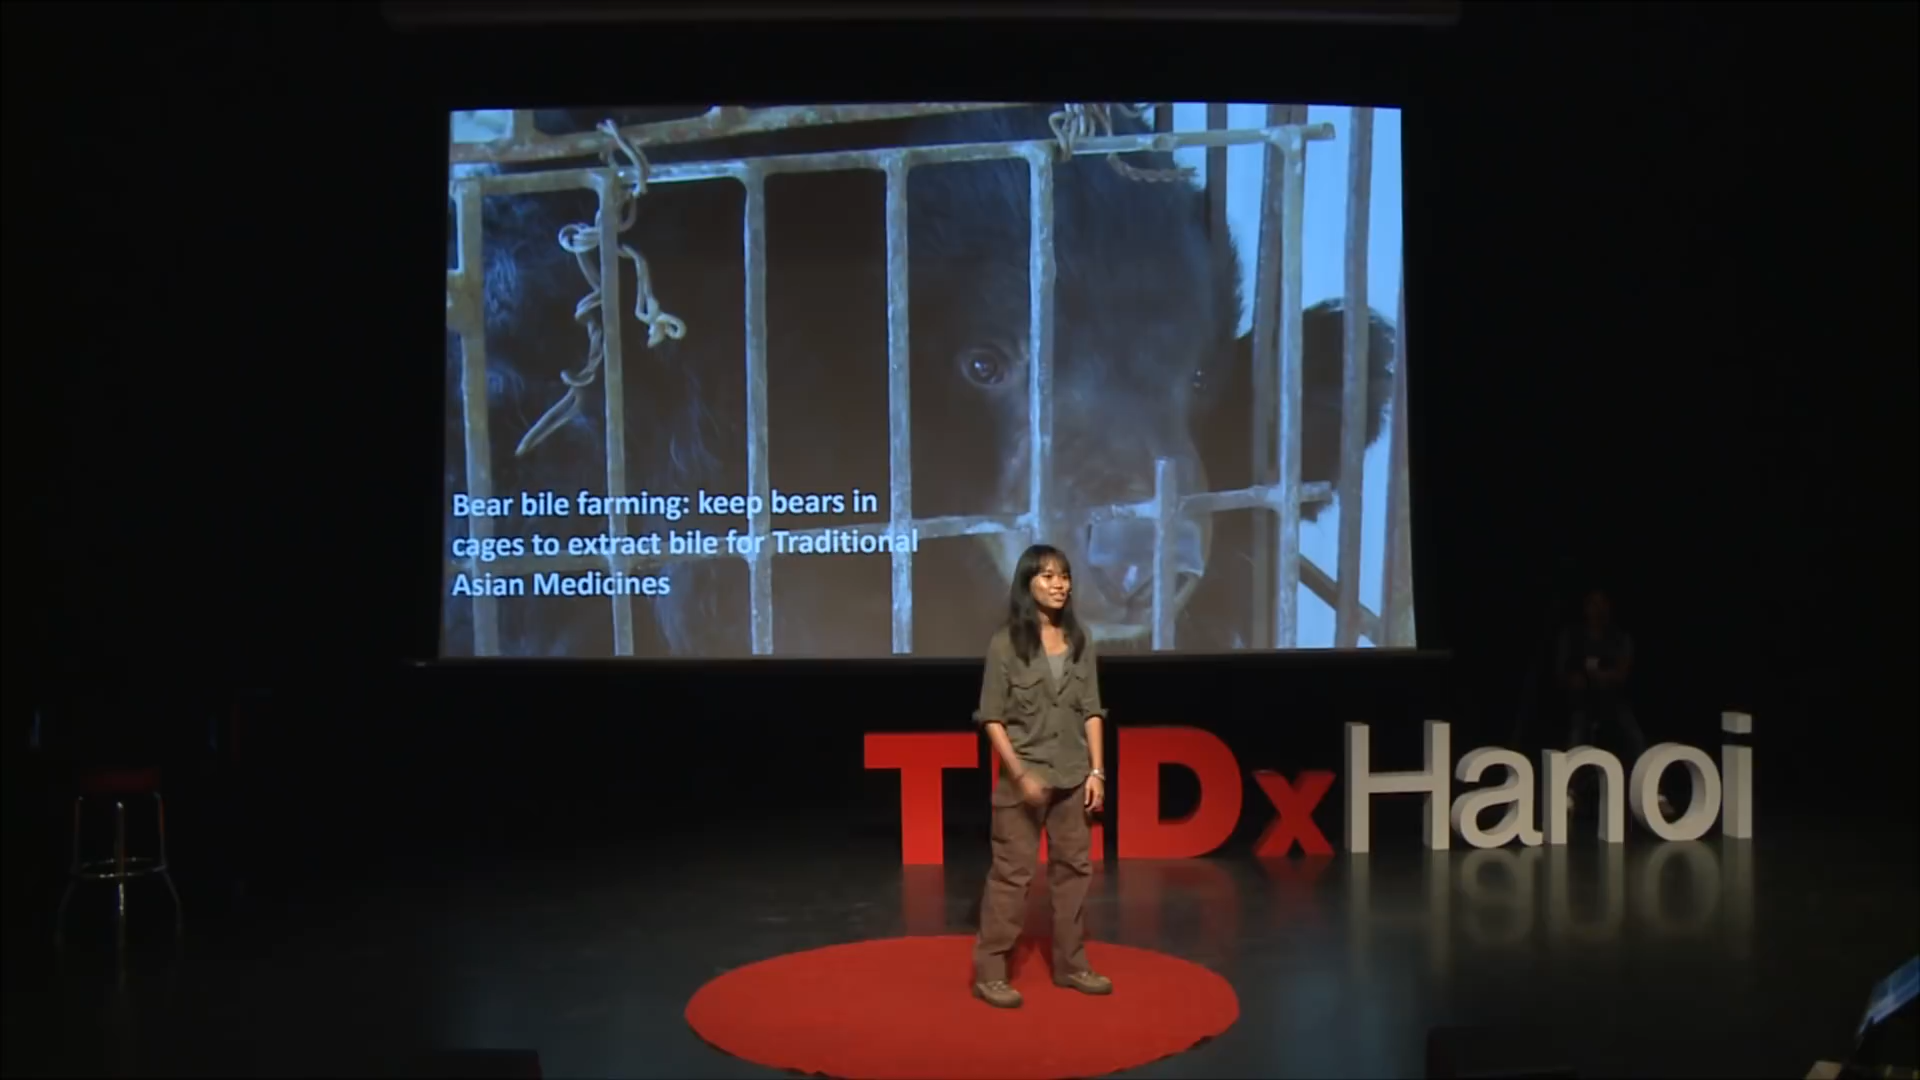 Bear bile farming: keep bears in
cages to extract bile for Traditional
Asian Medicines
TEDxHanoi